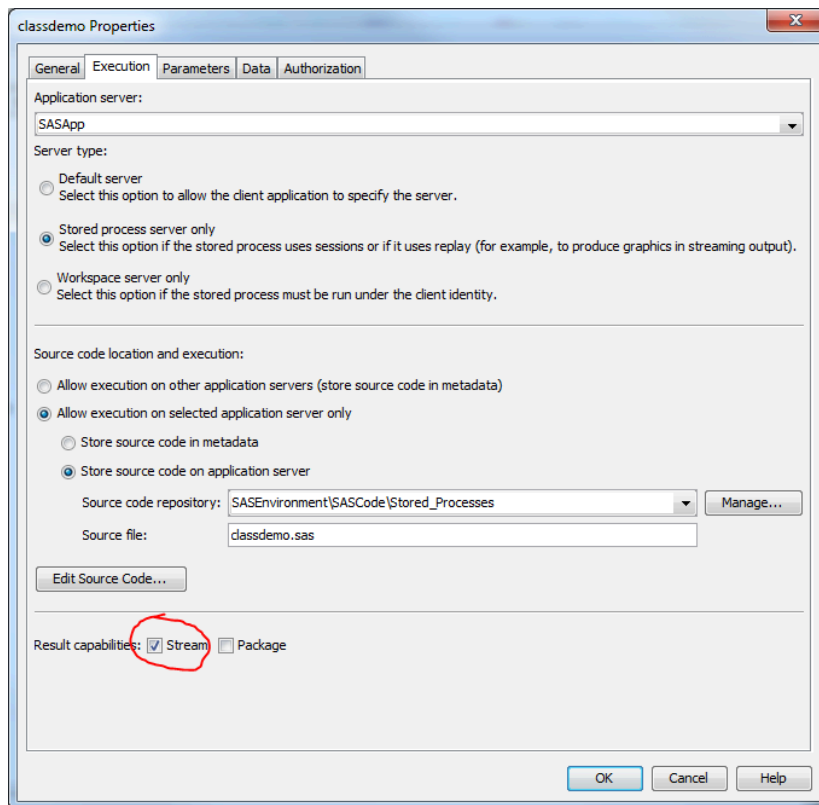 classdemo Properties
General Execution Parameters Data Authorization
Application server:
SASApp
Server type:
Default server
Select this option to allow the client application to specify the server.
Stored process server only
Select this option if the stored process uses sessions or if it uses replay (for example, to produce graphics in streaming output).
Workspace server only
Select this option if the stored process must be run under the client identity.
Source code location and execution:
Allow execution on other application servers (store source code in metadata)
Allow execution on selected application server only
Store source code in metadata
Store source code on application server
Source code repository: SASEnvironment\SASCode\Stored_Processes Manage...
Source file: classdemo.sas
Edit Source Code...
Result capabilities: Stream Package
OK Cancel Help